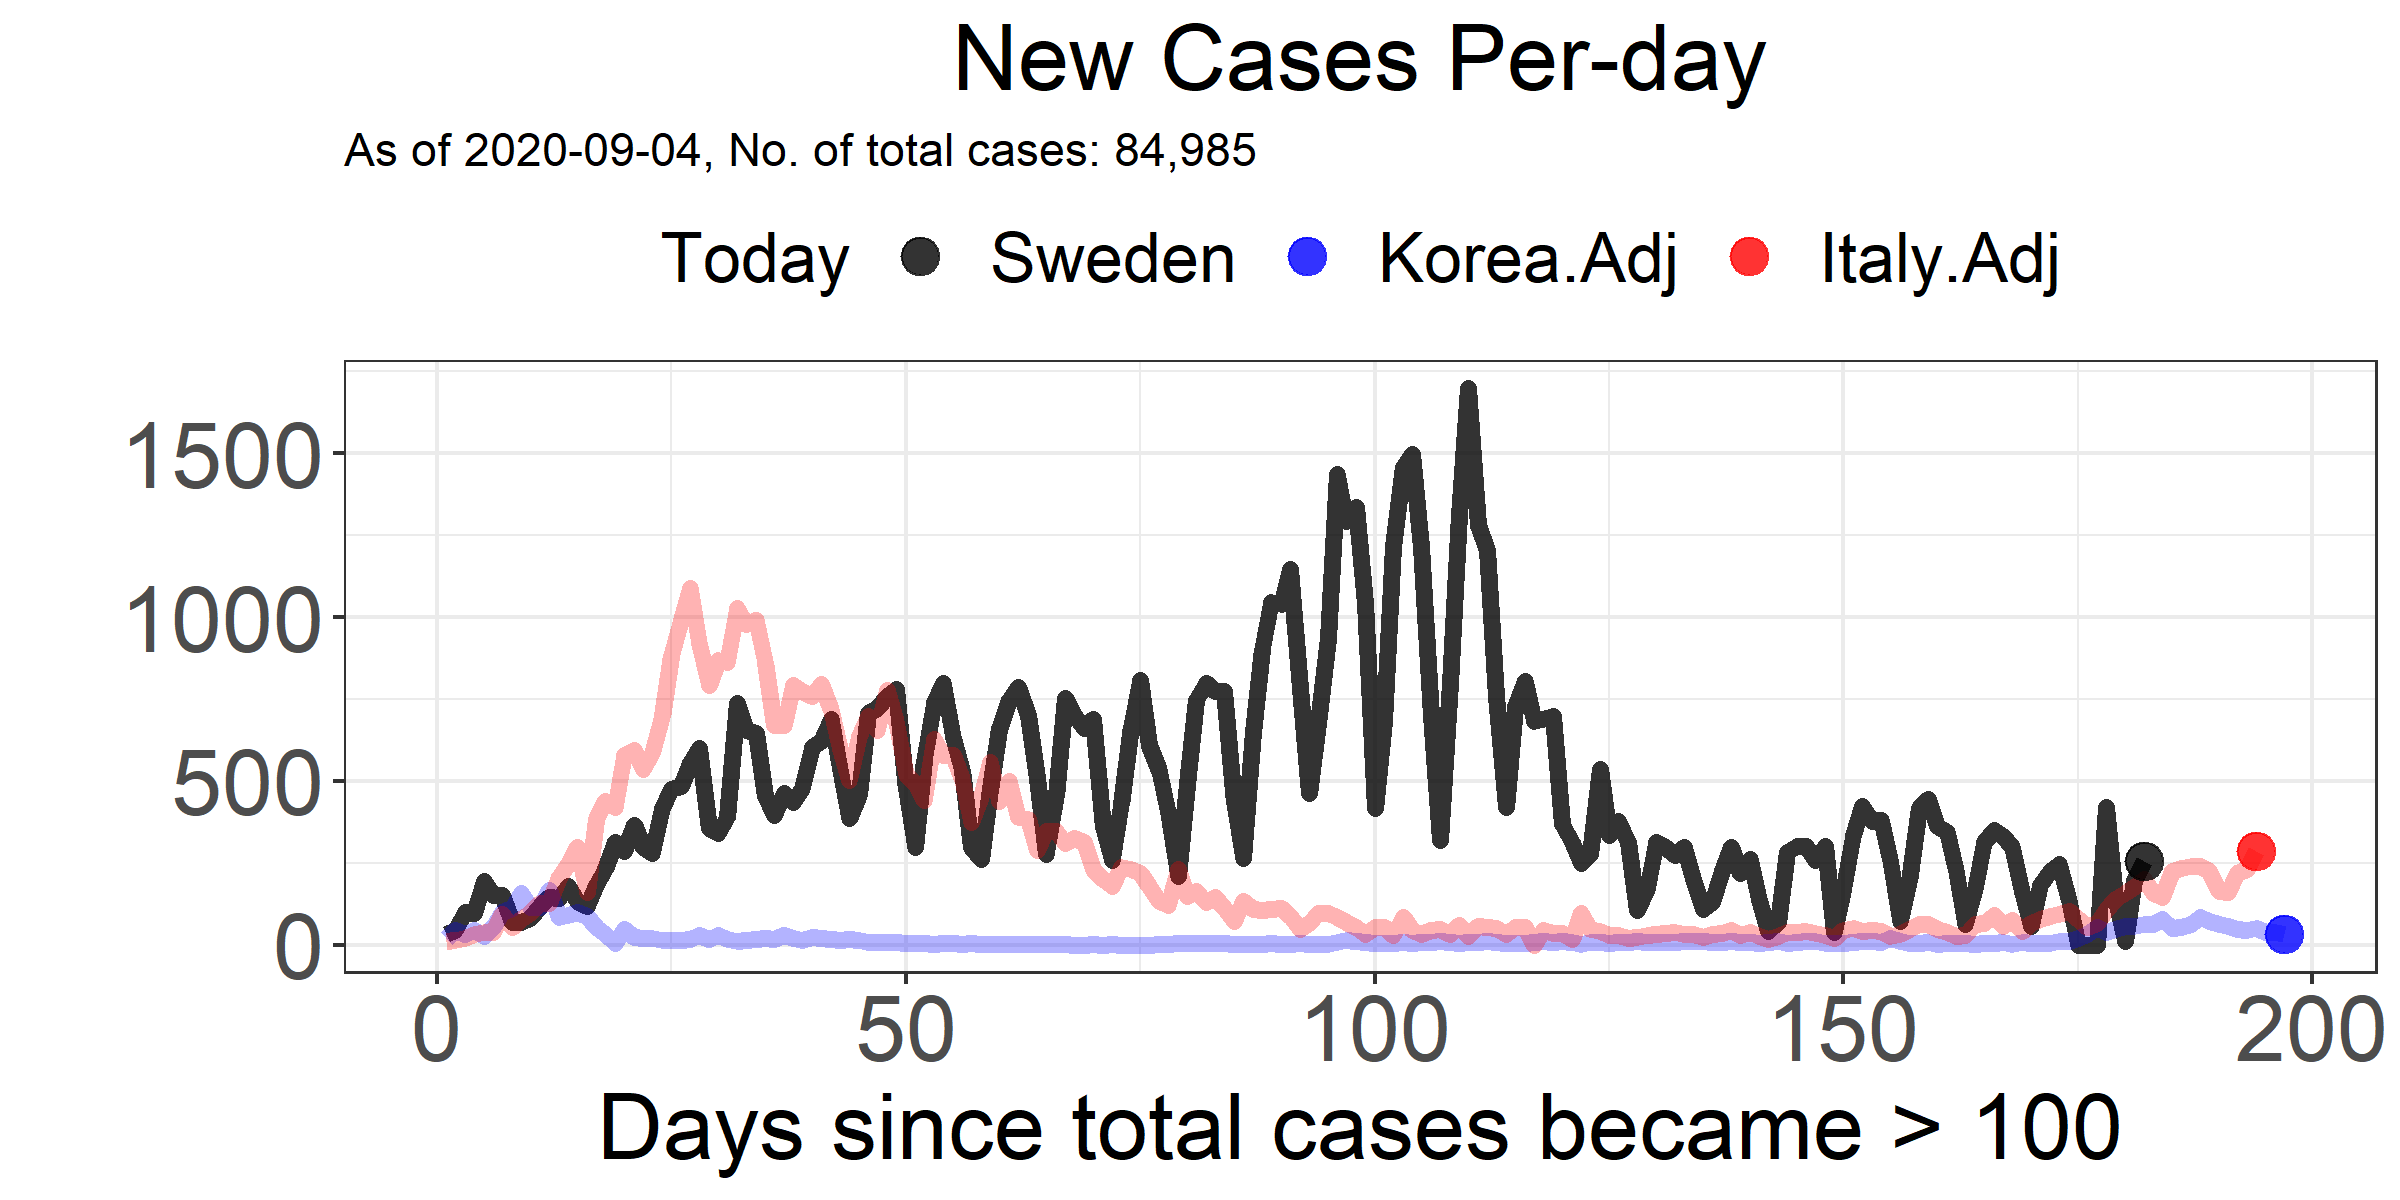 New Cases Per-day
As of 2020-09-04, No. of total cases: 84,985
Today Sweden Korea.Adj Italy.Adj
1500
1000
500
0
0 50 100 150 200
Days since total cases became > 100